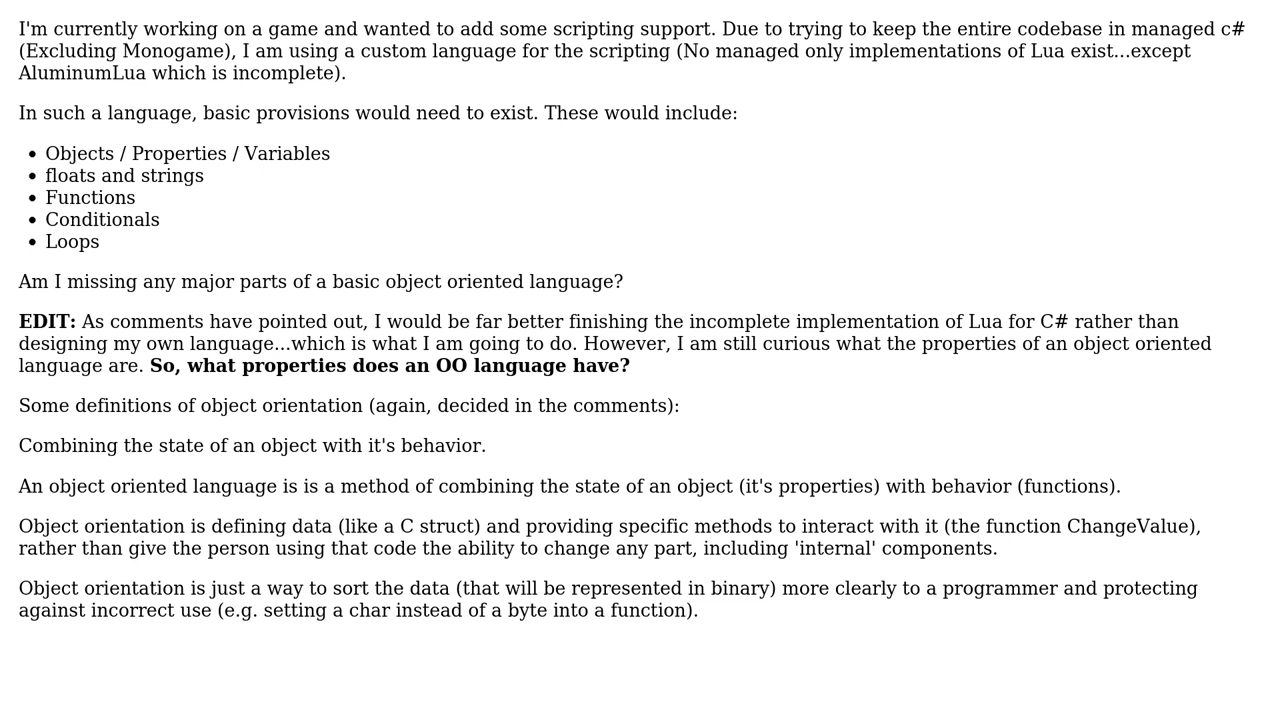 I'm currently working on a game and wanted to add some scripting support. Due to trying to keep the entire codebase in managed c#
(Excluding Monogame), I am using a custom language for the scripting (No managed only implementations of Lua exist...except
AluminumLua which is incomplete).
In such a language, basic provisions would need to exist. These would include:
• Objects / Properties / Variables
• floats and strings
• Functions
• Conditionals
• Loops
Am I missing any major parts of a basic object oriented language?
EDIT: As comments have pointed out, I would be far better finishing the incomplete implementation of Lua for C# rather than
designing my own language...which is what I am going to do. However, I am still curious what the properties of an object oriented
language are. So, what properties does an OO language have?
Some definitions of object orientation (again, decided in the comments):
Combining the state of an object with it's behavior.
An object oriented language is is a method of combining the state of an object (it's properties) with behavior (functions).
Object orientation is defining data (like a C struct) and providing specific methods to interact with it (the function ChangeValue),
rather than give the person using that code the ability to change any part, including 'internal' components.
Object orientation is just a way to sort the data (that will be represented in binary) more clearly to a programmer and protecting
against incorrect use (e.g. setting a char instead of a byte into a function).